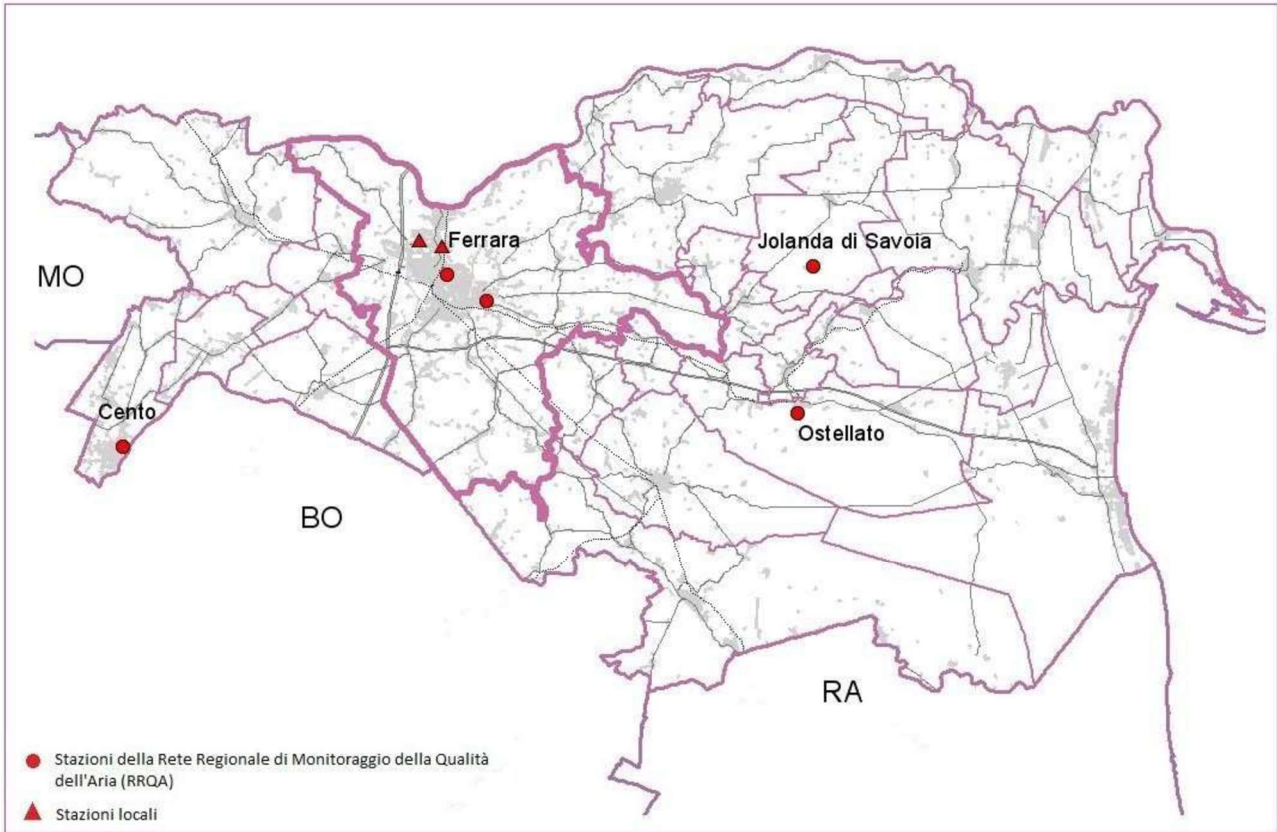 Ferrara
Jolanda di Savoia
MO
Cento
Ostellato
BO
RA
Stazioni della Rete Regionale di Monitoraggio della Qualità
dell'Aria (RRQA)
Stazioni locali